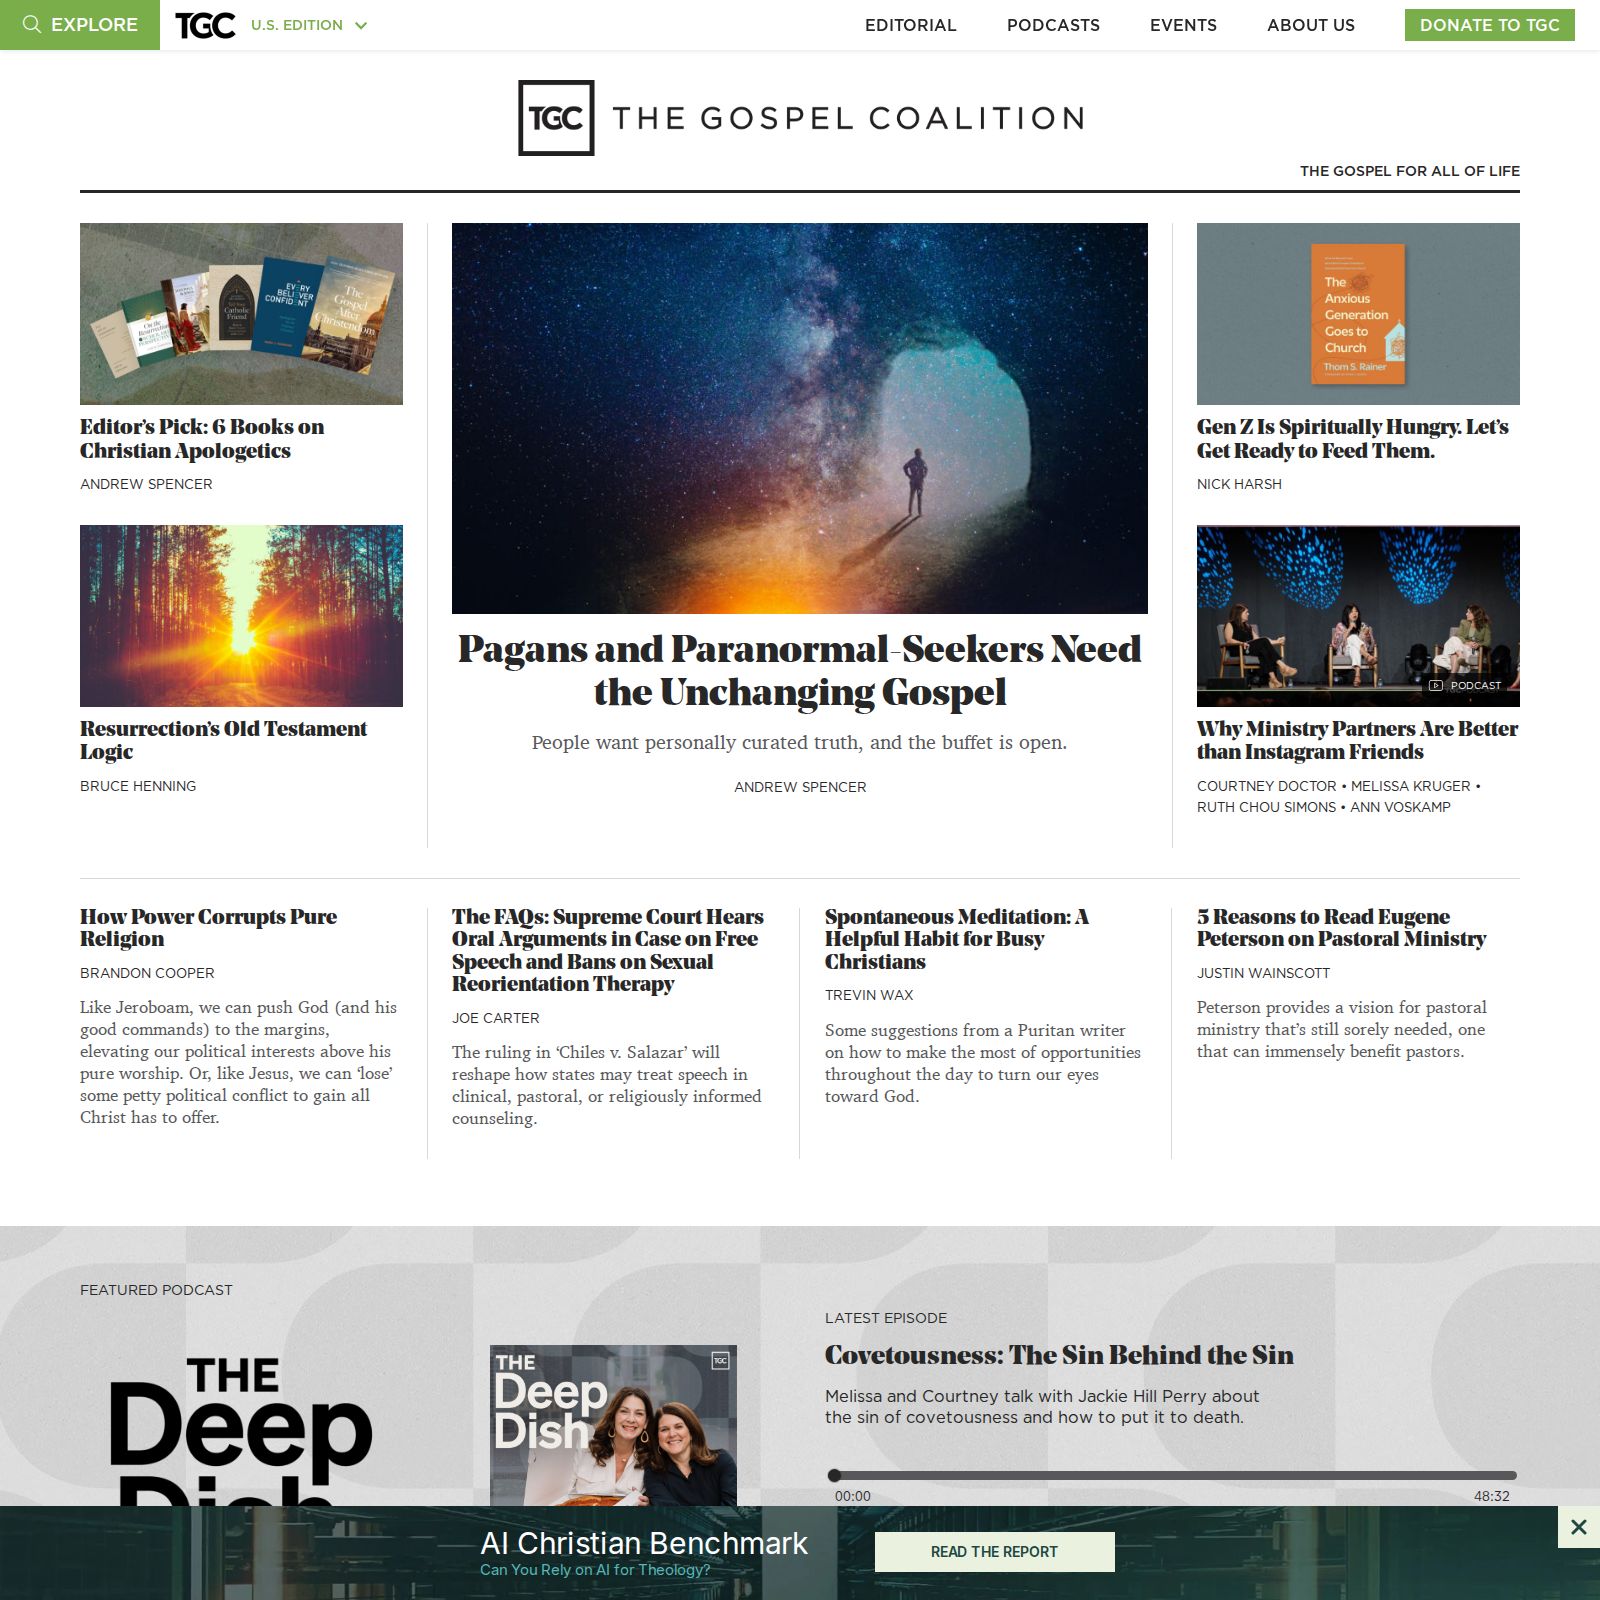 EXPLORE
TGC
U.S. EDITION
EDITORIAL
PODCASTS
EVENTS
ABOUT US
DONATE TO TGC
TGC THE GOSPEL COALITION
THE GOSPEL FOR ALL OF LIFE
EVERY
BELIEVER
CONFIDENT
The
Gospel
After
Christendom
Catholic
Friend
Editor's Pick: 6 Books on
Christian Apologetics
ANDREW SPENCER
Resurrection's Old Testament
Logic
BRUCE HENNING
Pagans and Paranormal-Seekers Need
the Unchanging Gospel
People want personally curated truth, and the buffet is open.
ANDREW SPENCER
The
Anxious
Generation
Goes to
Church
Thom S. Rainer
Gen Z Is Spiritually Hungry. Let's
Get Ready to Feed Them.
NICK HARSH
PODCAST
Why Ministry Partners Are Better
than Instagram Friends
COURTNEY DOCTOR • MELISSA KRUGER •
RUTH CHOU SIMONS • ANN VOSKAMP
How Power Corrupts Pure
Religion
BRANDON COOPER
Like Jeroboam, we can push God (and his
good commands) to the margins,
elevating our political interests above his
pure worship. Or, like Jesus, we can 'lose'
some petty political conflict to gain all
Christ has to offer.
The FAQs: Supreme Court Hears
Oral Arguments in Case on Free
Speech and Bans on Sexual
Reorientation Therapy
JOE CARTER
The ruling in 'Chiles v. Salazar' will
reshape how states may treat speech in
clinical, pastoral, or religiously informed
counseling.
Spontaneous Meditation: A
Helpful Habit for Busy
Christians
TREVIN WAX
Some suggestions from a Puritan writer
on how to make the most of opportunities
throughout the day to turn our eyes
toward God.
5 Reasons to Read Eugene
Peterson on Pastoral Ministry
JUSTIN WAINSCOTT
Peterson provides a vision for pastoral
ministry that's still sorely needed, one
that can immensely benefit pastors.
FEATURED PODCAST
THE
Deep
Dish
THE
Deep
Dish
TGC
LATEST EPISODE
Covetousness: The Sin Behind the Sin
Melissa and Courtney talk with Jackie Hill Perry about
the sin of covetousness and how to put it to death.
00:00
48:32
AI Christian Benchmark
Can You Rely on AI for Theology?
READ THE REPORT